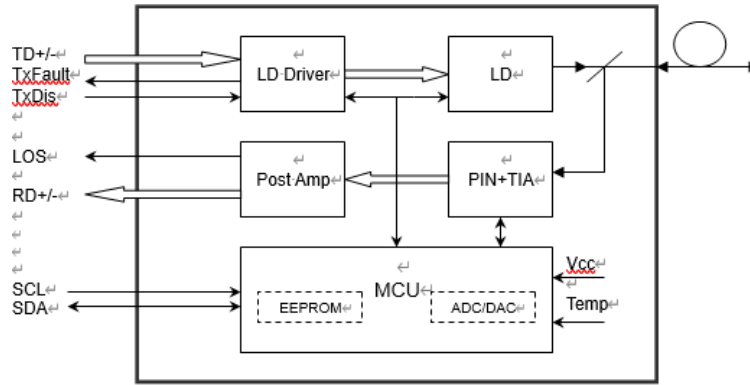 TD+/-
TxFault
TxDis
LOS
RD+/-
SCL
SDA
LD Driver
LD
Post Amp
PIN+TIA
MCU
EEPROM
ADC/DAC
Vcc
Temp